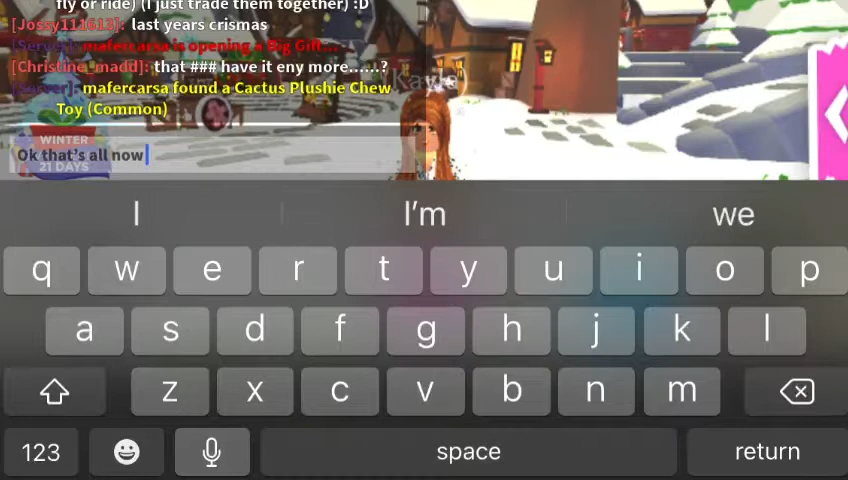 fly or ride) (I just trade them together) :D
[Jossy111613]: last years crismas
[Server]: mafercarsa is opening a Big Gift...
[Christine_madd]: that ### have it eny more......?
Kayle
[Server]: mafercarsa found a Cactus Plushie Chew
Toy (Common)
WINTER
Ok that's all now
21 DAYS
I I'm we
q w e r t y u i o p
a s d f g h j k l
z x c v b n m
123 space return